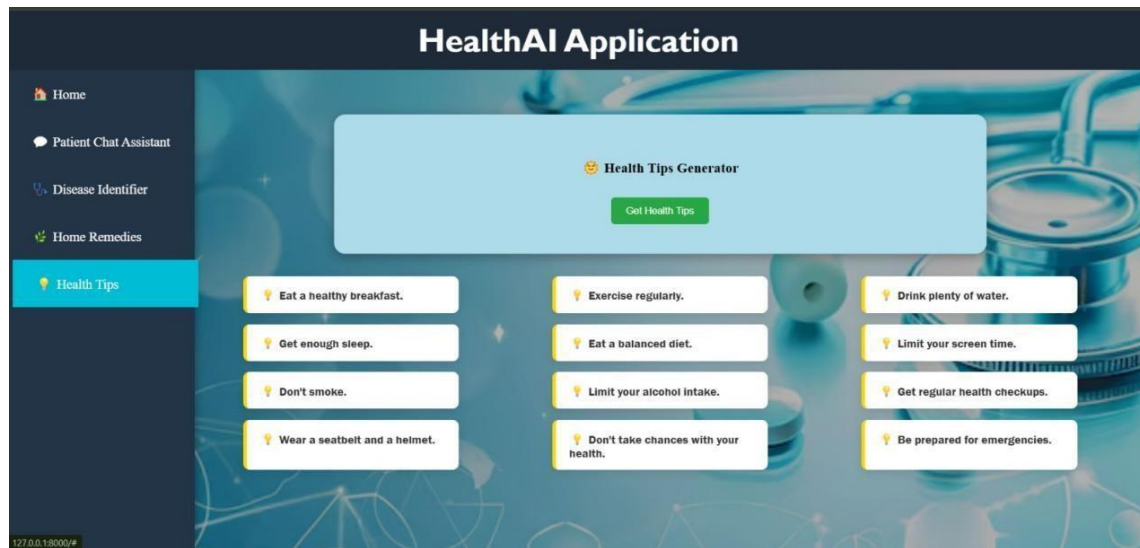 HealthAI Application
🏠 Home
💬 Patient Chat Assistant
🩺 Disease Identifier
🌿 Home Remedies
💡 Health Tips
😊 Health Tips Generator
Get Health Tips
💡 Eat a healthy breakfast.
💡 Exercise regularly.
💡 Drink plenty of water.
💡 Get enough sleep.
💡 Eat a balanced diet.
💡 Limit your screen time.
💡 Don't smoke.
💡 Limit your alcohol intake.
💡 Get regular health checkups.
💡 Wear a seatbelt and a helmet.
💡 Don't take chances with your
health.
💡 Be prepared for emergencies.
127.0.0.1:8000/#